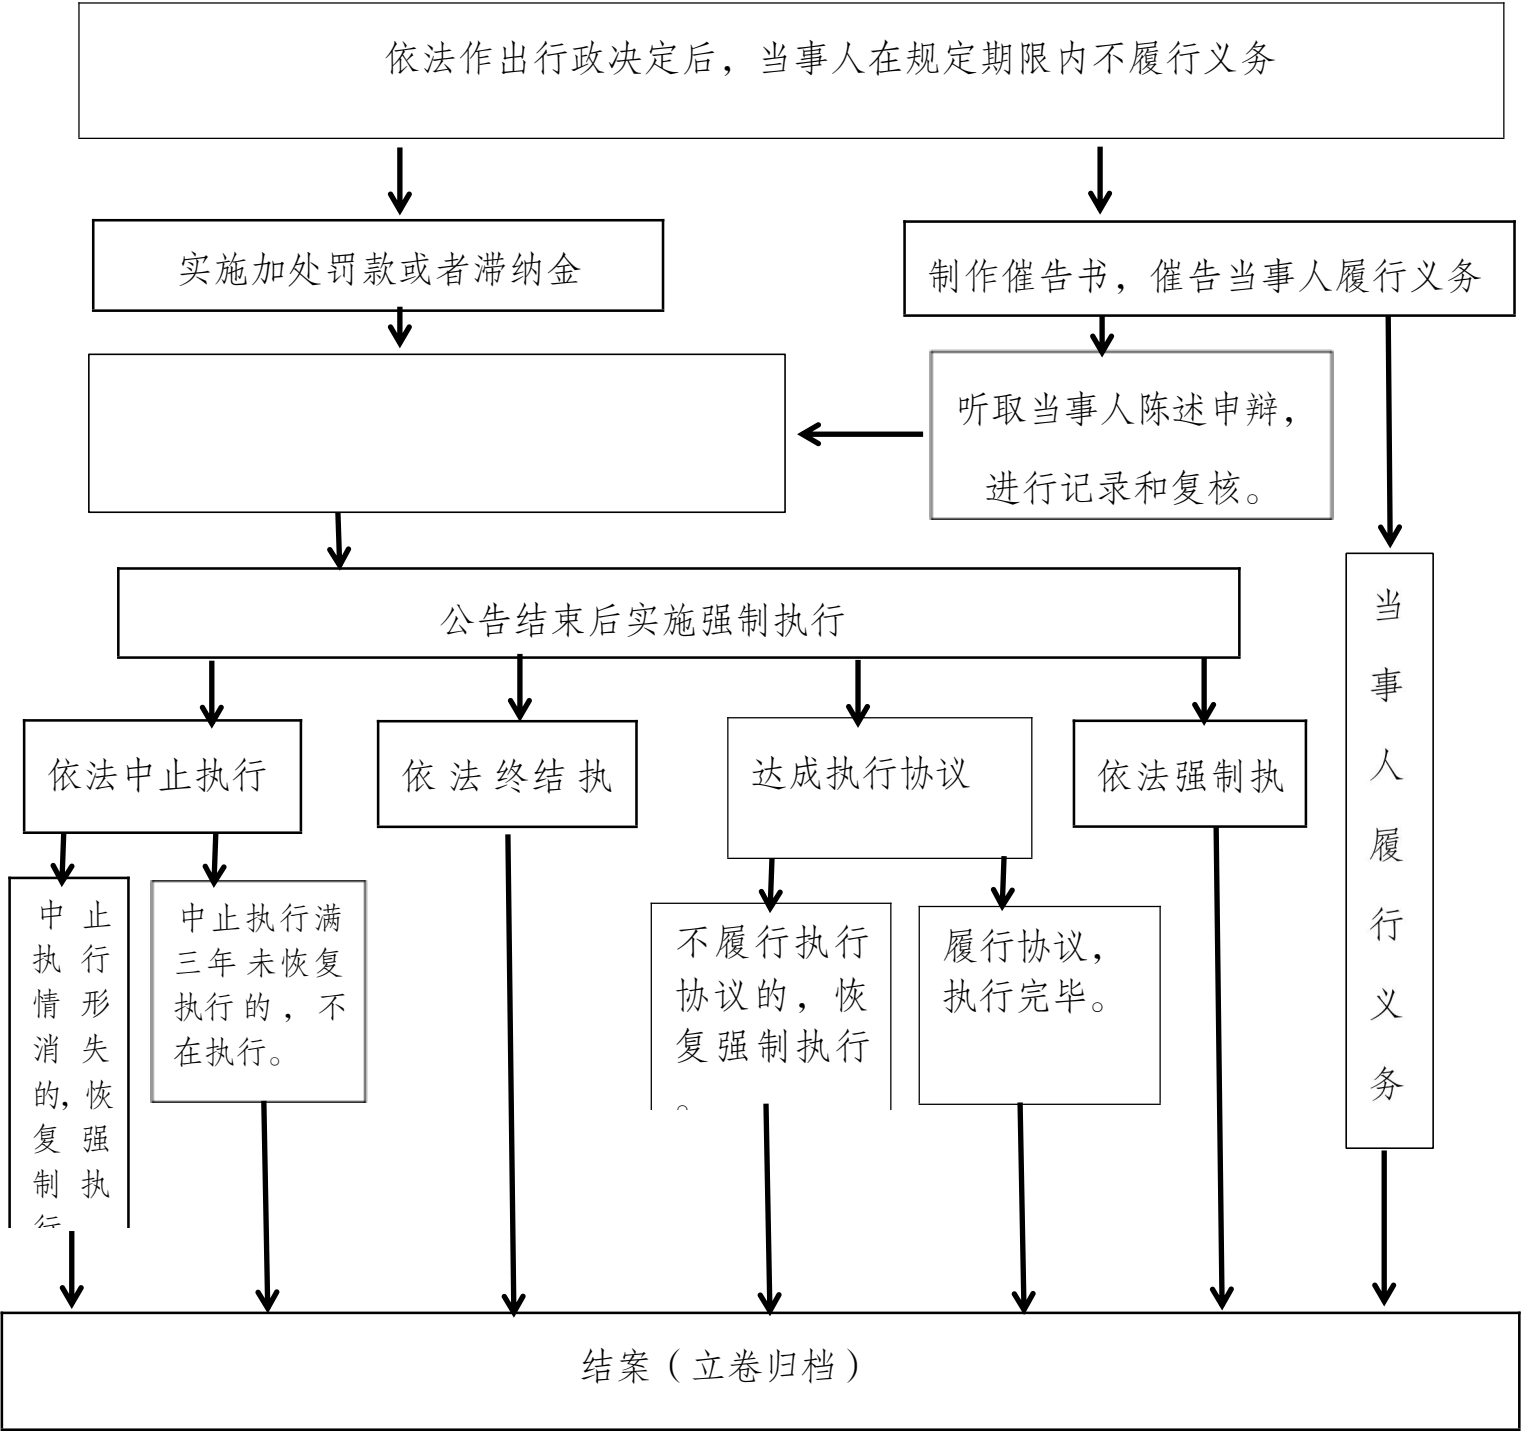 依法作出行政决定后，当事人在规定期限内不履行义务
实施加处罚款或者滞纳金
制作催告书，催告当事人履行义务
听取当事人陈述申辩，
进行记录和复核。
公告结束后实施强制执行
依法中止执行
依法终结执
达成执行协议
依法强制执
当
事
人
履
行
义
务
中止
执行
情形
消失
的,恢
复强
制执
行
中止执行满
三年未恢复
执行的，不
在执行。
不履行执行
协议的，恢
复强制执行
。
履行协议，
执行完毕。
结案（立卷归档）